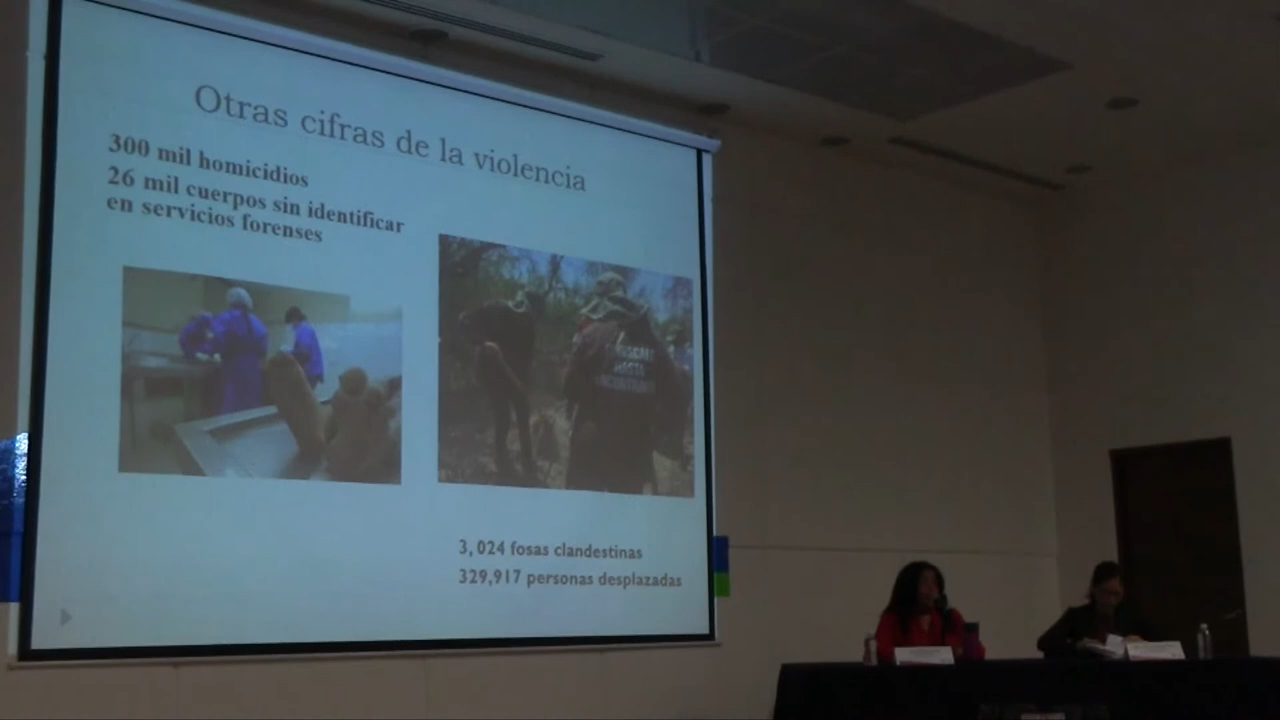 Otras cifras de la violencia
300 mil homicidios
26 mil cuerpos sin identificar
en servicios forenses
HASTA
3, 024 fosas clandestinas
329,917 personas desplazadas